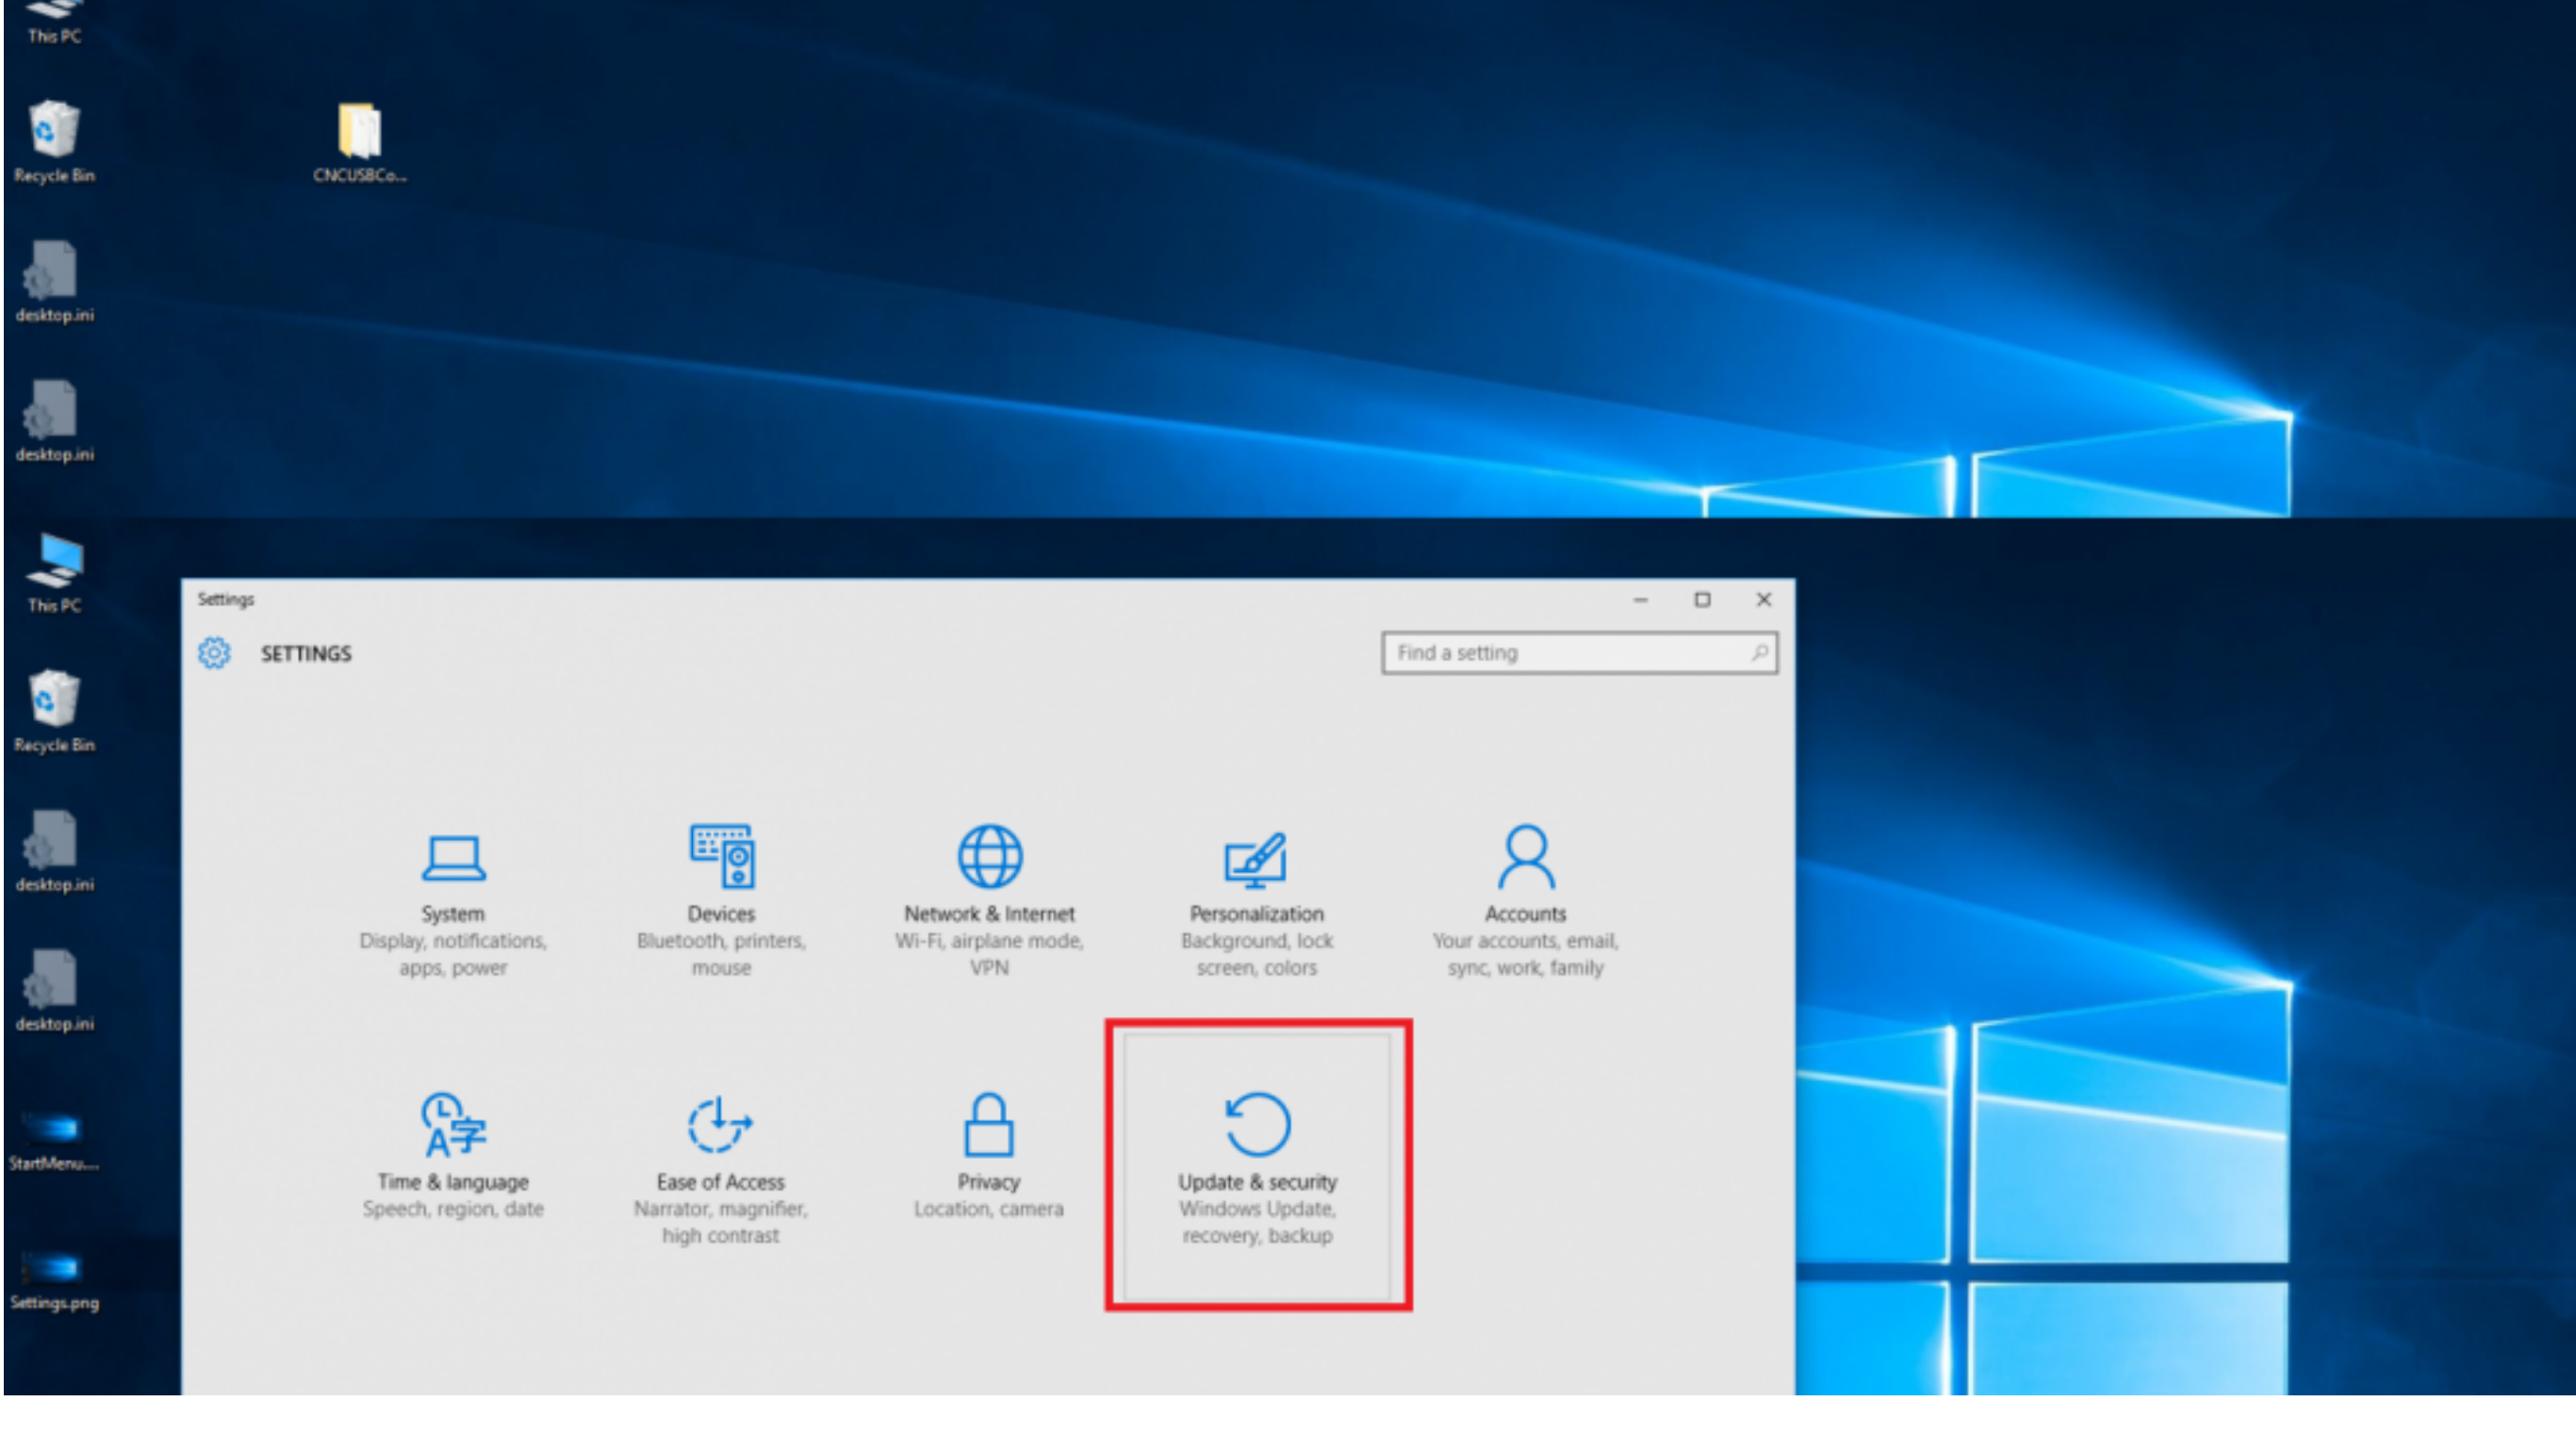 This PC
Recycle Bin
CNCUSBCo...
desktop.ini
desktop.ini
This PC
Recycle Bin
desktop.ini
desktop.ini
StartMenu....
Settings.png
Settings
SETTINGS
Find a setting
System
Display, notifications,
apps, power
Devices
Bluetooth, printers,
mouse
Network & Internet
Wi-Fi, airplane mode,
VPN
Personalization
Background, lock
screen, colors
Accounts
Your accounts, email,
sync, work, family
Time & language
Speech, region, date
Ease of Access
Narrator, magnifier,
high contrast
Privacy
Location, camera
Update & security
Windows Update,
recovery, backup